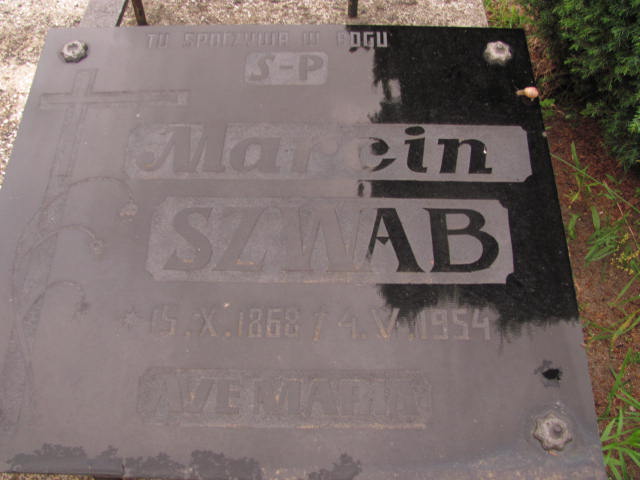 TU SPOCZYWA W BOGU
S-P
Marcin
SZWAB
* 15.X.1868 † 4.V.1954
AVE MARIA